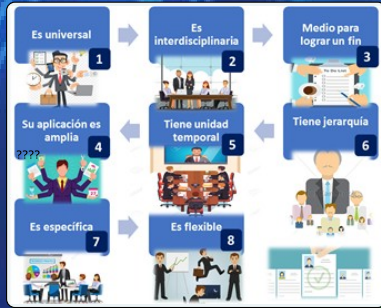 Es universal
1
Es
interdisciplinaria
2
Medio para
lograr un fin
3
Su aplicación es
amplia
4
????
Tiene unidad
temporal
5
Tiene jerarquía
6
Es específica
7
Es flexible
8